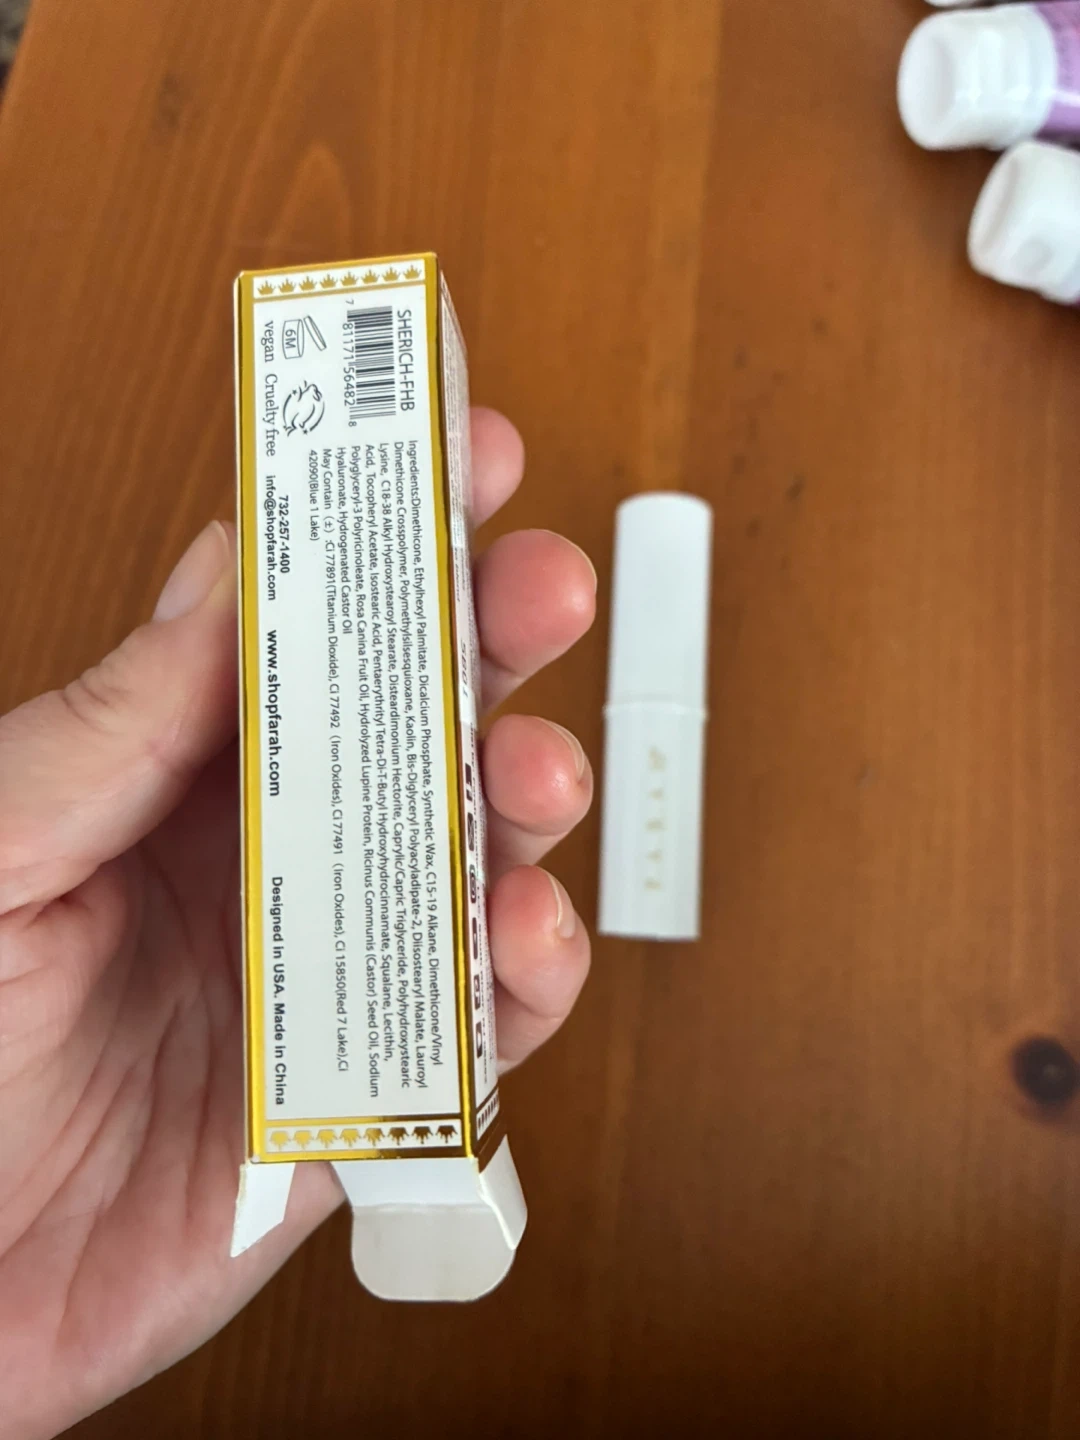 SHERICH-FHB
7 81171 56482 8
6M
vegan Cruelty free
Ingredients:Dimethicone, Ethylhexyl Palmitate, Dicalcium Phosphate, Synthetic Wax, C15-19 Alkane, Dimethicone/Vinyl
Dimethicone Crosspolymer, Polymethylsilsesquioxane, Kaolin, Bis-Diglyceryl Polyacyladipate-2, Diisostearyl Malate, Lauroyl
Lysine, C18-38 Alkyl Hydroxystearoyl Stearate, Disteardimonium Hectorite, Caprylic/Capric Triglyceride, Polyhydroxystearic
Acid, Tocopheryl Acetate, Isostearic Acid, Pentaerythrityl Tetra-Di-T-Butyl Hydroxyhydrocinnamate, Squalane, Lecithin,
Polyglyceryl-3 Polyricinoleate, Rosa Canina Fruit Oil, Hydrolyzed Lupine Protein, Ricinus Communis (Castor) Seed Oil, Sodium
Hyaluronate, Hydrogenated Castor Oil
May Contain (±) :Ci 77891(Titanium Dioxide), Ci 77492 (Iron Oxides), Ci 77491 (Iron Oxides), Ci 15850(Red 7 Lake),Ci
42090(Blue 1 Lake)
732-257-1400
info@shopfarah.com
www.shopfarah.com
Designed in USA. Made in China